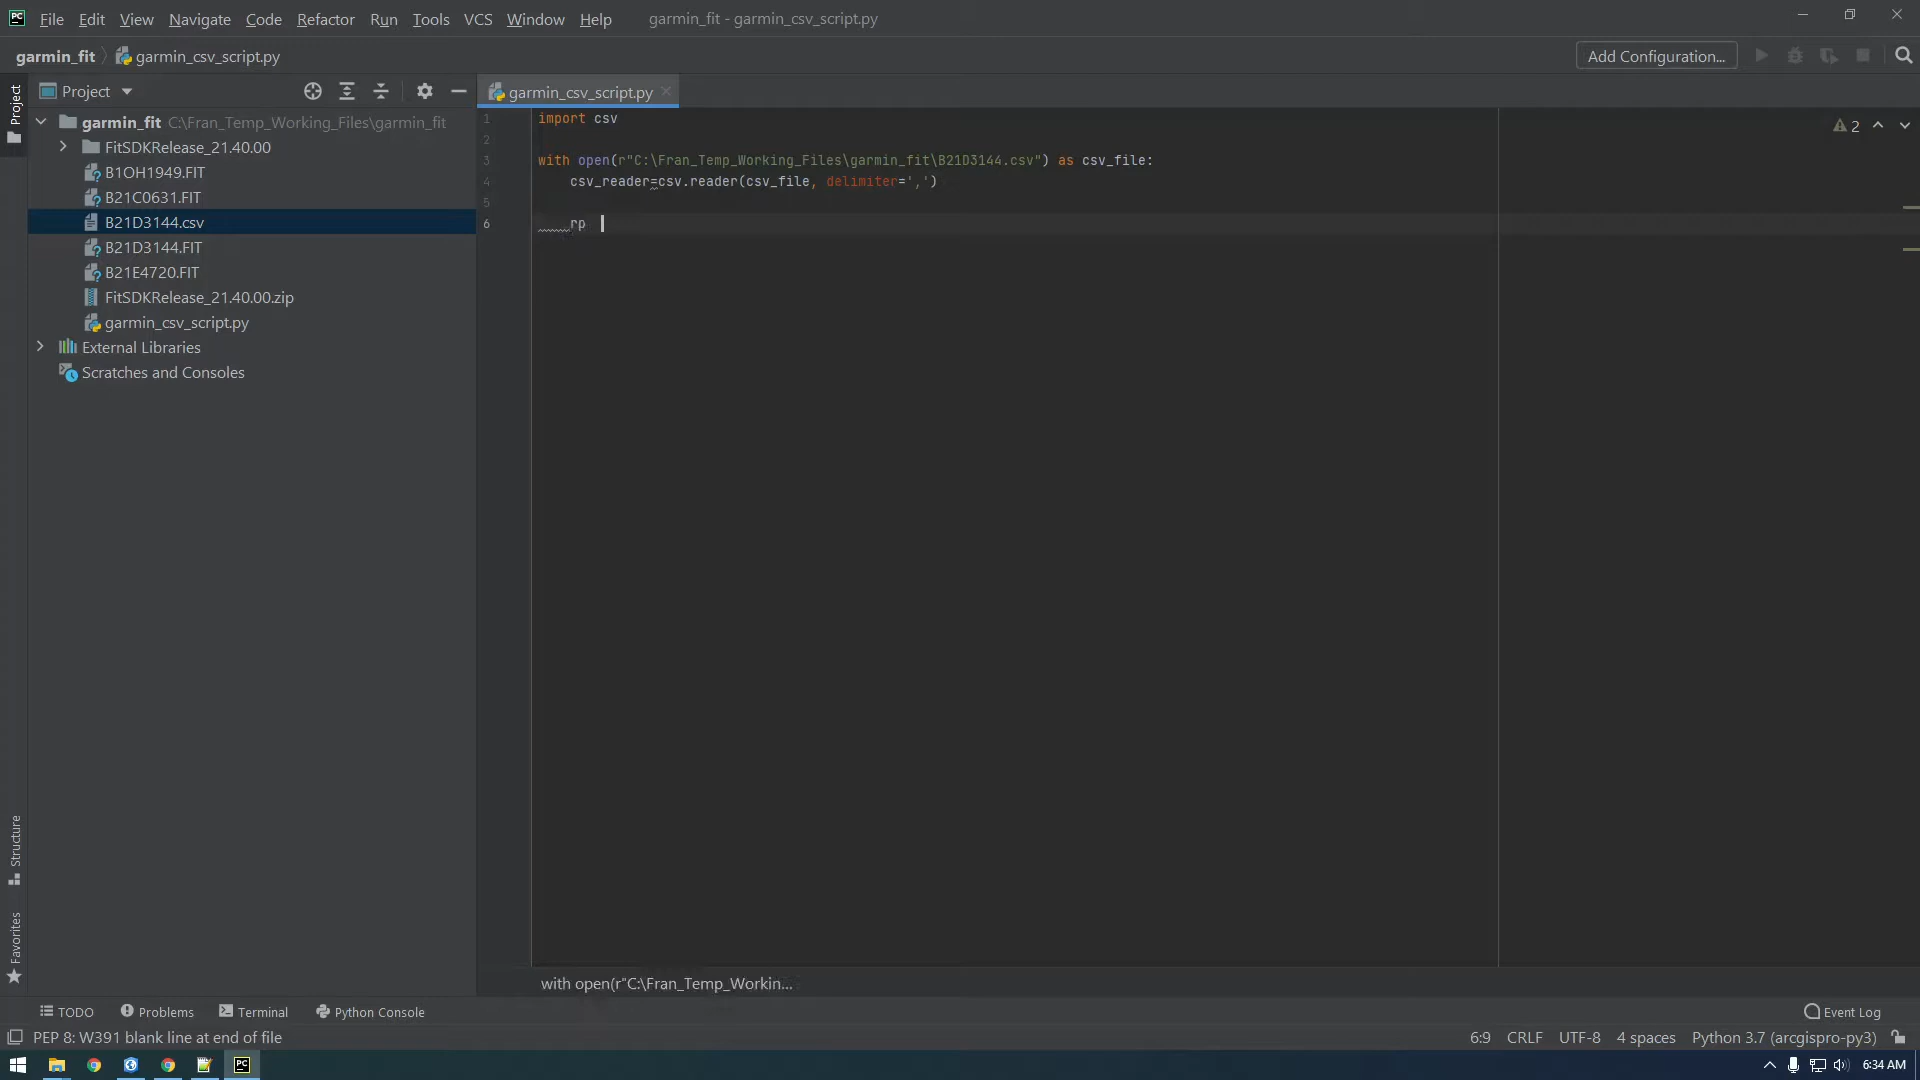 File Edit View Navigate Code Refactor Run Tools VCS Window Help garmin_fit - garmin_csv_script.py
garmin_fit garmin_csv_script.py Add Configuration...
Project garmin_csv_script.py
Project
garmin_fit C:\Fran_Temp_Working_Files\garmin_fit
FitSDKRelease_21.40.00
B1OH1949.FIT
B21C0631.FIT
B21D3144.csv
B21D3144.FIT
B21E4720.FIT
FitSDKRelease_21.40.00.zip
garmin_csv_script.py
External Libraries
Scratches and Consoles
1 import csv
2
3 with open(r"C:\Fran_Temp_Working_Files\garmin_fit\B21D3144.csv") as csv_file:
4 csv_reader=csv.reader(csv_file, delimiter=',')
5
6 rp
2
Structure
Favorites
with open(r"C:\Fran_Temp_Workin...
TODO Problems Terminal Python Console Event Log
PEP 8: W391 blank line at end of file 6:9 CRLF UTF-8 4 spaces Python 3.7 (arcgispro-py3)
PC 6:34 AM